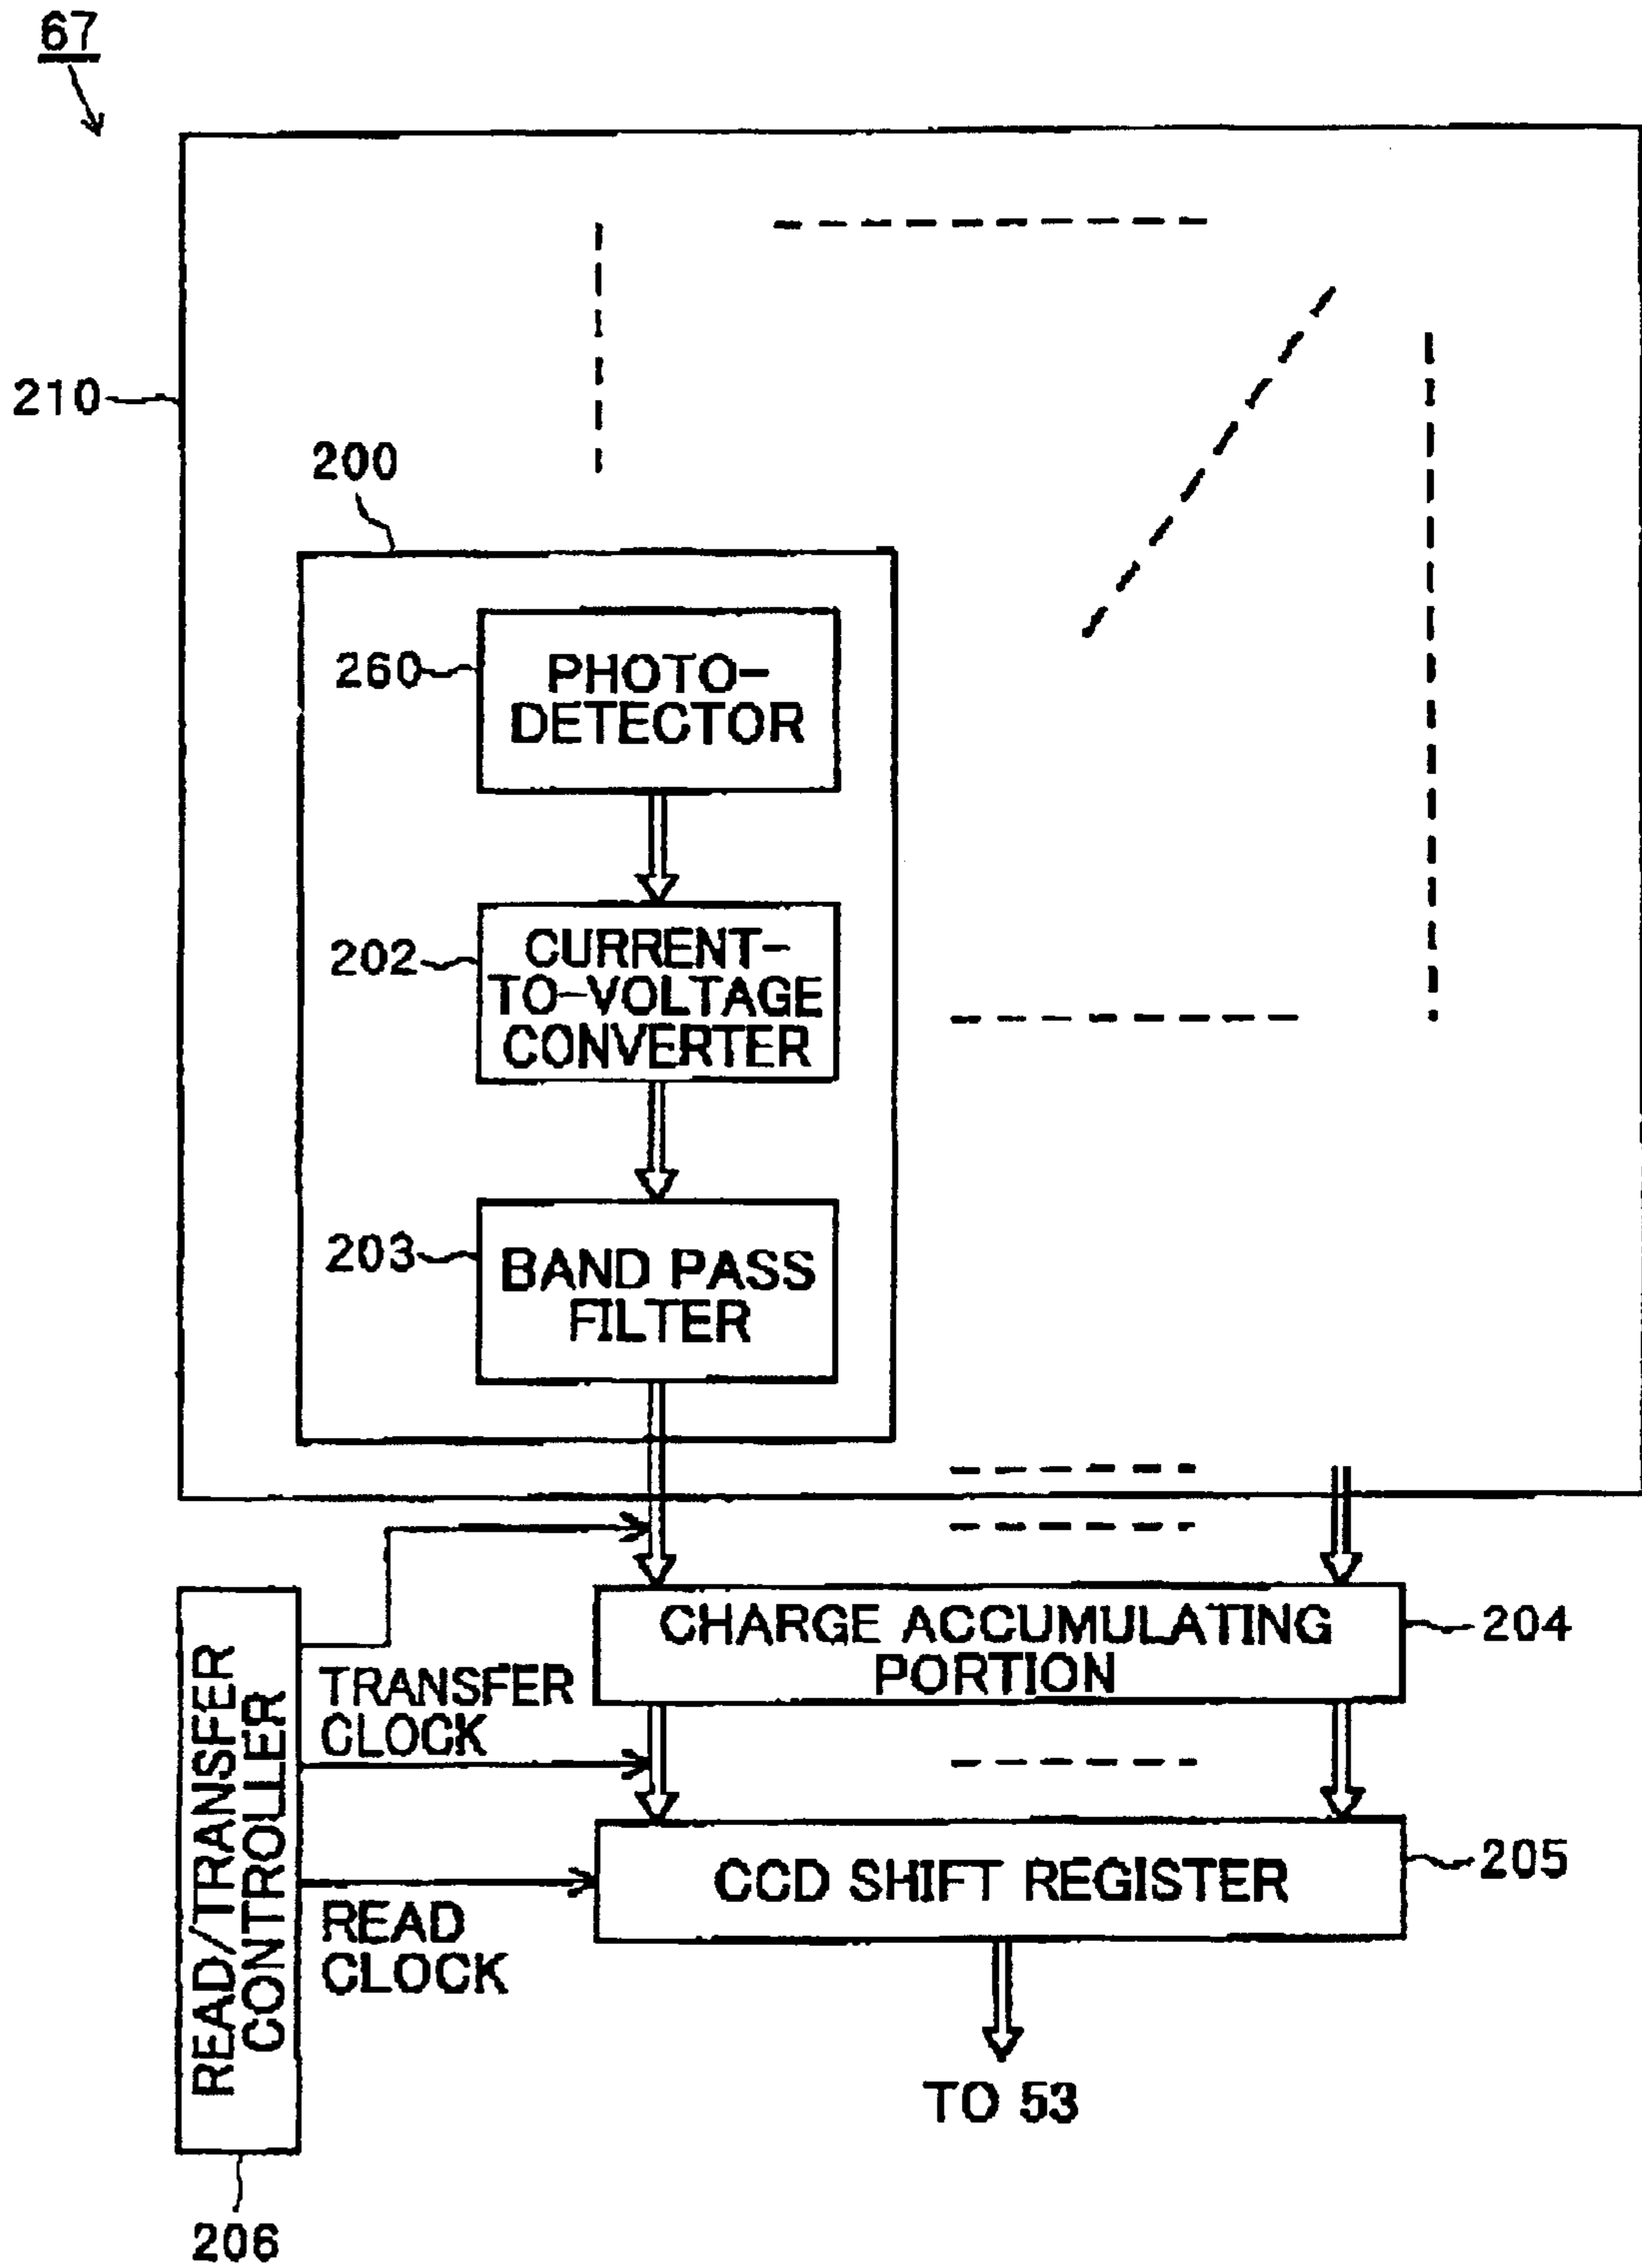 67
210
200
260
PHOTO-
DETECTOR
202
CURRENT-
TO-VOLTAGE
CONVERTER
203
BAND PASS
FILTER
CHARGE ACCUMULATING
PORTION
204
TRANSFER
CLOCK
READ/TRANSFER
CONTROLLER
CCD SHIFT REGISTER
205
READ
CLOCK
TO 53
206